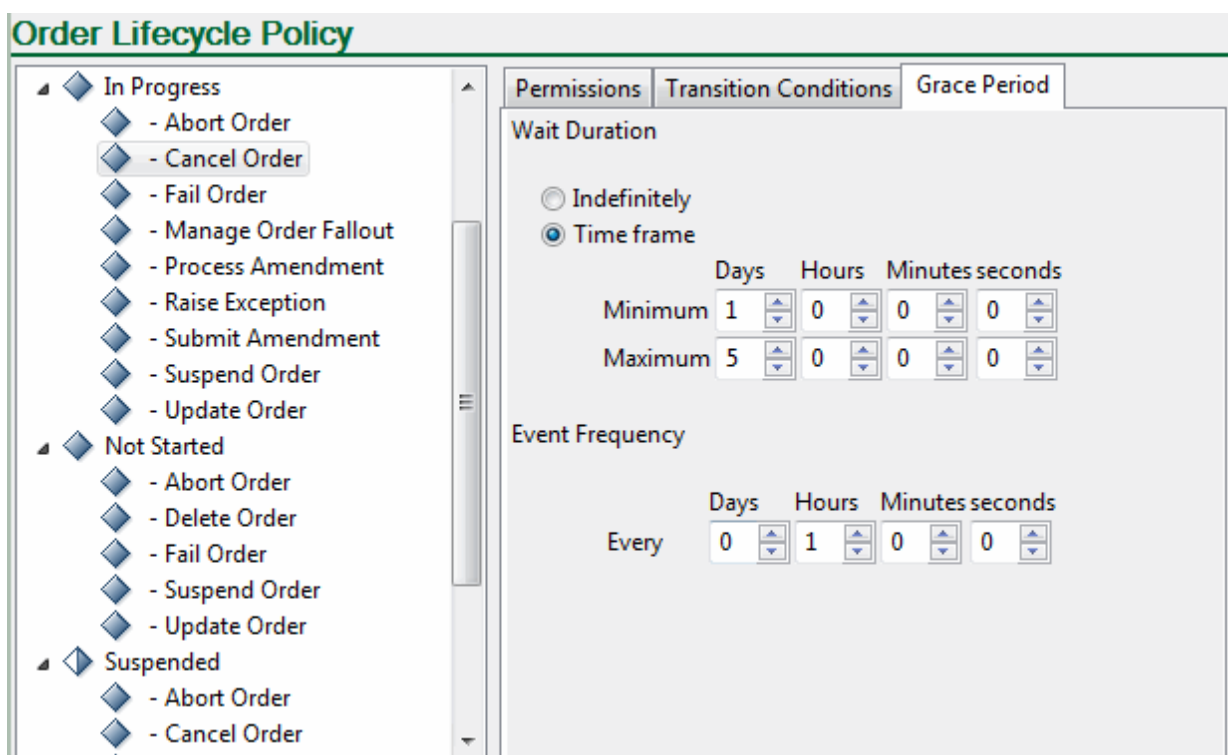 Order Lifecycle Policy
In Progress
- Abort Order
- Cancel Order
- Fail Order
- Manage Order Fallout
- Process Amendment
- Raise Exception
- Submit Amendment
- Suspend Order
- Update Order
Not Started
- Abort Order
- Delete Order
- Fail Order
- Suspend Order
- Update Order
Suspended
- Abort Order
- Cancel Order
Permissions Transition Conditions Grace Period
Wait Duration
Indefinitely
Time frame
Days Hours Minutes seconds
Minimum 1 0 0 0
Maximum 5 0 0 0
Event Frequency
Days Hours Minutes seconds
Every 0 1 0 0